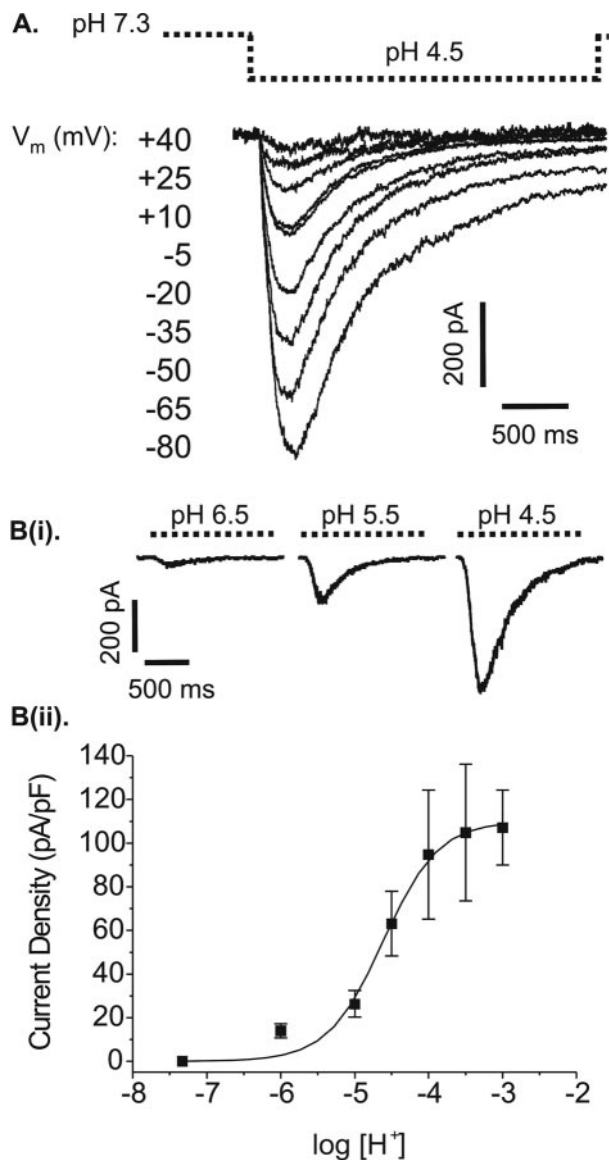 A. pH 7.3
pH 4.5
Vm (mV): +40
+25
+10
-5
-20
-35
-50
-65
-80
200 pA
500 ms
B(i). pH 6.5 pH 5.5 pH 4.5
200 pA
500 ms
B(ii).
140
120
100
80
60
40
20
0
Current Density (pA/pF)
-8 -7 -6 -5 -4 -3 -2
log [H+]